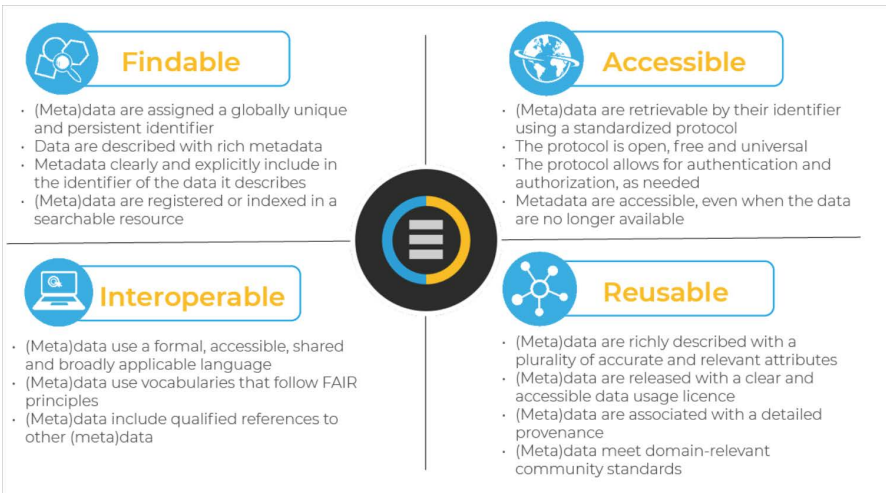 Findable
• (Meta)data are assigned a globally unique
and persistent identifier
• Data are described with rich metadata
• Metadata clearly and explicitly include in
the identifier of the data it describes
• (Meta)data are registered or indexed in a
searchable resource
Accessible
• (Meta)data are retrievable by their identifier
using a standardized protocol
• The protocol is open, free and universal
• The protocol allows for authentication and
authorization, as needed
• Metadata are accessible, even when the data
are no longer available
Interoperable
• (Meta)data use a formal, accessible, shared
and broadly applicable language
• (Meta)data use vocabularies that follow FAIR
principles
• (Meta)data include qualified references to
other (meta)data
Reusable
• (Meta)data are richly described with a
plurality of accurate and relevant attributes
• (Meta)data are released with a clear and
accessible data usage licence
• (Meta)data are associated with a detailed
provenance
• (Meta)data meet domain-relevant
community standards